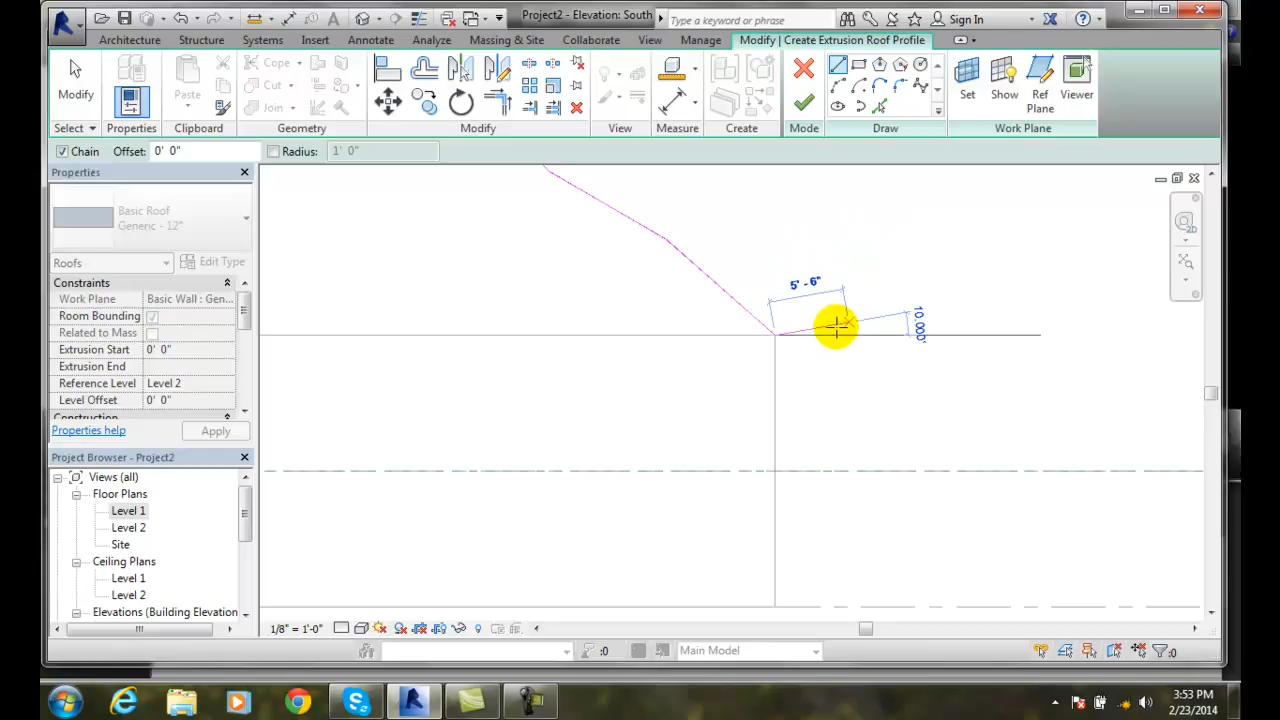 Project2 - Elevation: South
Type a keyword or phrase
Sign In
Architecture
Structure
Systems
Insert
Annotate
Analyze
Massing & Site
Collaborate
View
Manage
Modify | Create Extrusion Roof Profile
Modify
Paste
Cope
Cut
Join
Set
Show
Ref
Plane
Viewer
Select
Properties
Clipboard
Geometry
Modify
View
Measure
Create
Mode
Draw
Work Plane
Chain
Offset:
0' 0"
Radius:
1' 0"
Properties
Basic Roof
Generic - 12"
Roofs
Edit Type
Constraints
Work Plane
Basic Wall : Gen...
Room Bounding
Related to Mass
Extrusion Start
0' 0"
Extrusion End
Reference Level
Level 2
Level Offset
0' 0"
Construction
Properties help
Apply
Project Browser - Project2
Views (all)
Floor Plans
Level 1
Level 2
Site
Ceiling Plans
Level 1
Level 2
Elevations (Building Elevation
5' - 6"
10.000°
2D
1/8" = 1'-0"
:0
Main Model
:0
3:53 PM
2/23/2014